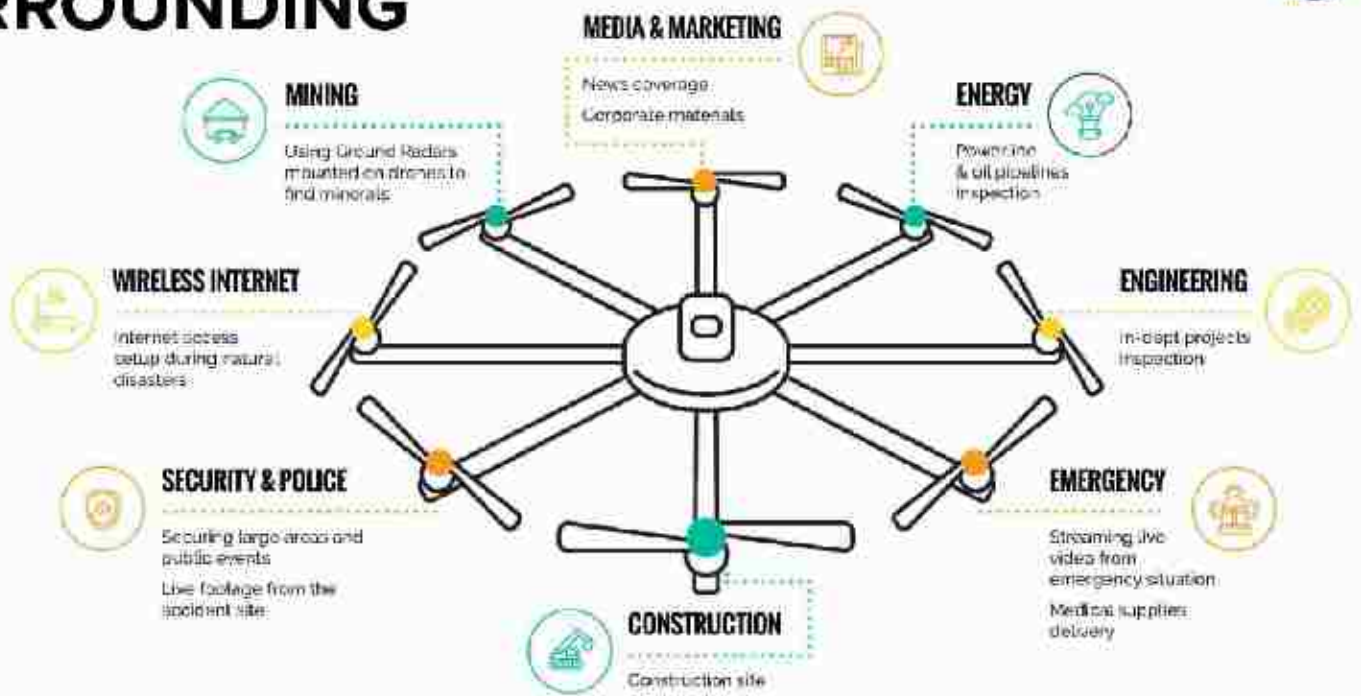 RROUNDING
MEDIA & MARKETING
News coverage
Corporate materials
MINING
Using Ground Radars
mounted on drones to
find minerals
ENERGY
Power line
& oil pipelines
inspection
WIRELESS INTERNET
Internet access
setup during natural
disasters
ENGINEERING
In-dept projects
inspection
SECURITY & POLICE
Securing large areas and
public events
Live footage from the
accident site
EMERGENCY
Streaming live
video from
emergency situation
Medical supplies
delivery
CONSTRUCTION
Construction site